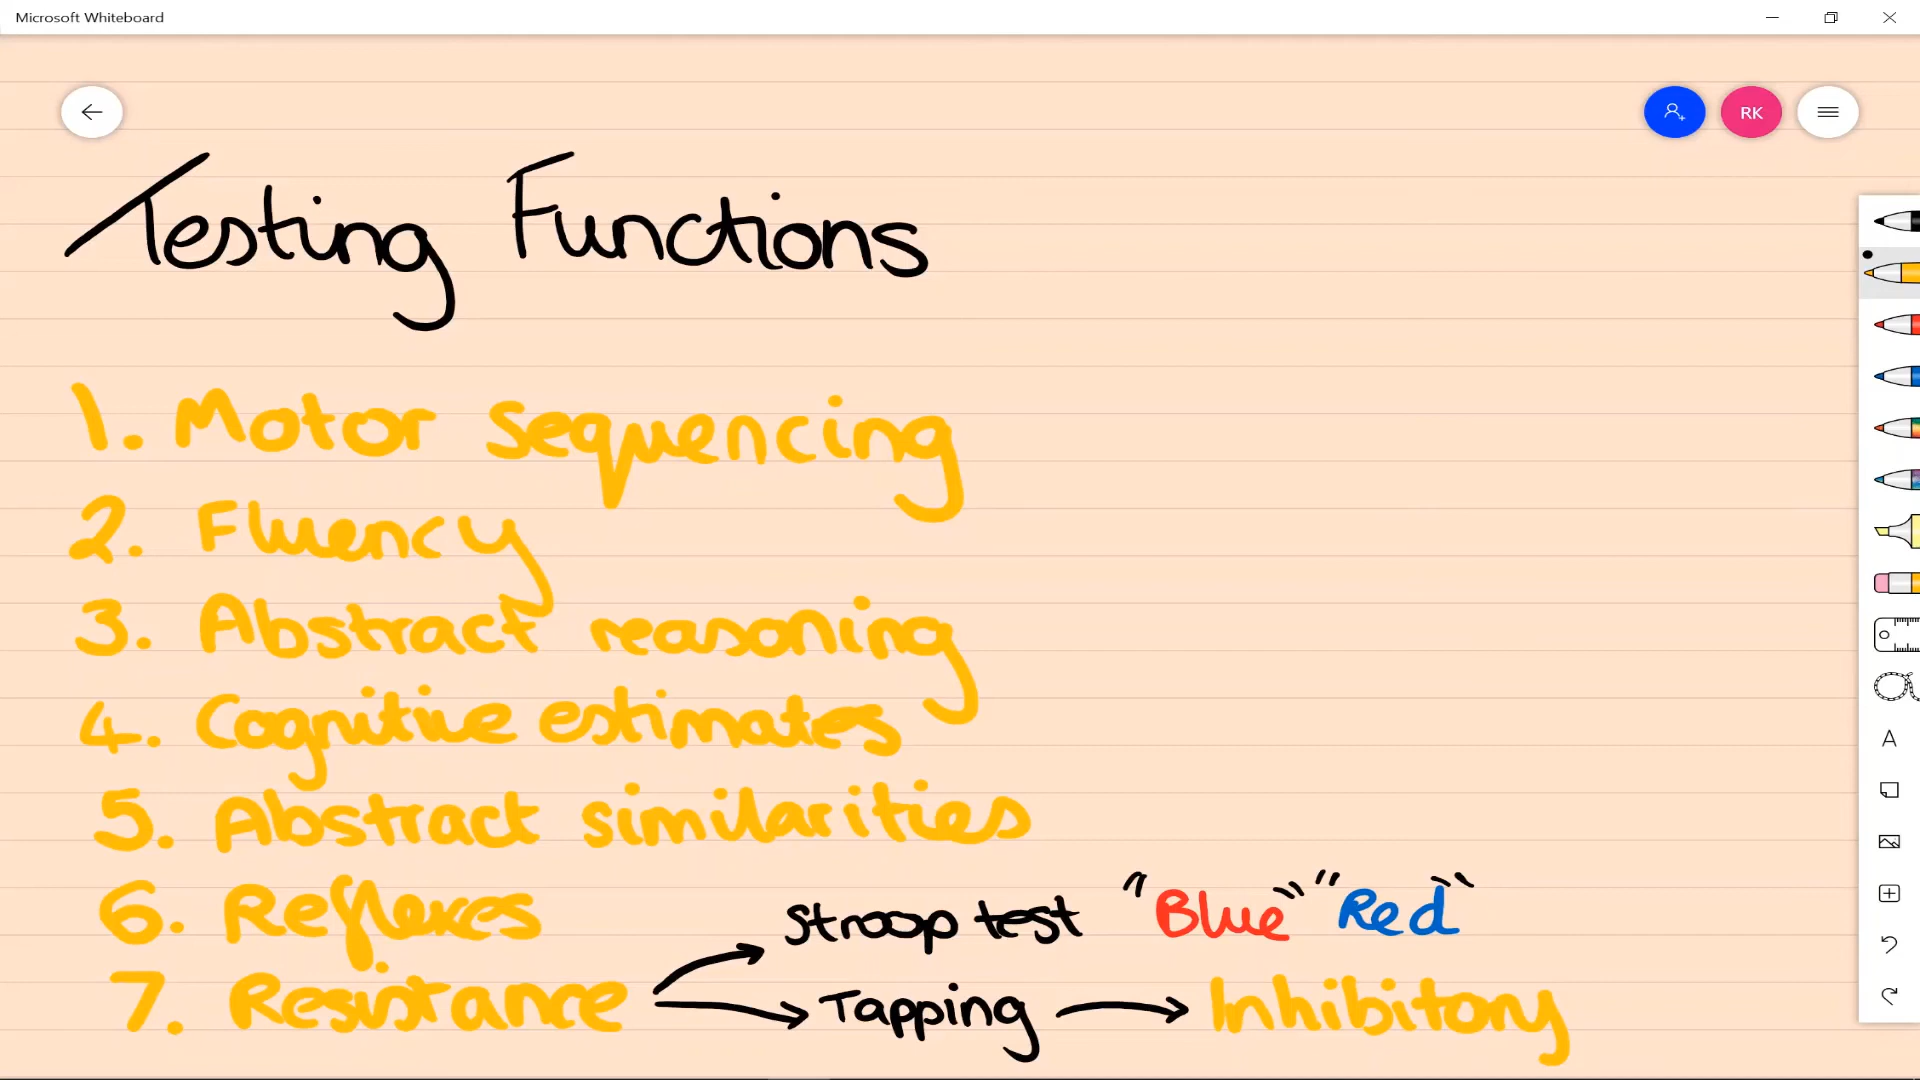 Microsoft Whiteboard
RK
Testing Functions
1. Motor sequencing
2. Fluency
3. Abstract reasoning
4. Cognitive estimates
5. Abstract similarities
6. Reflexes
Stroop test "Blue" "Red"
7. Resistance
Tapping → Inhibitory
A